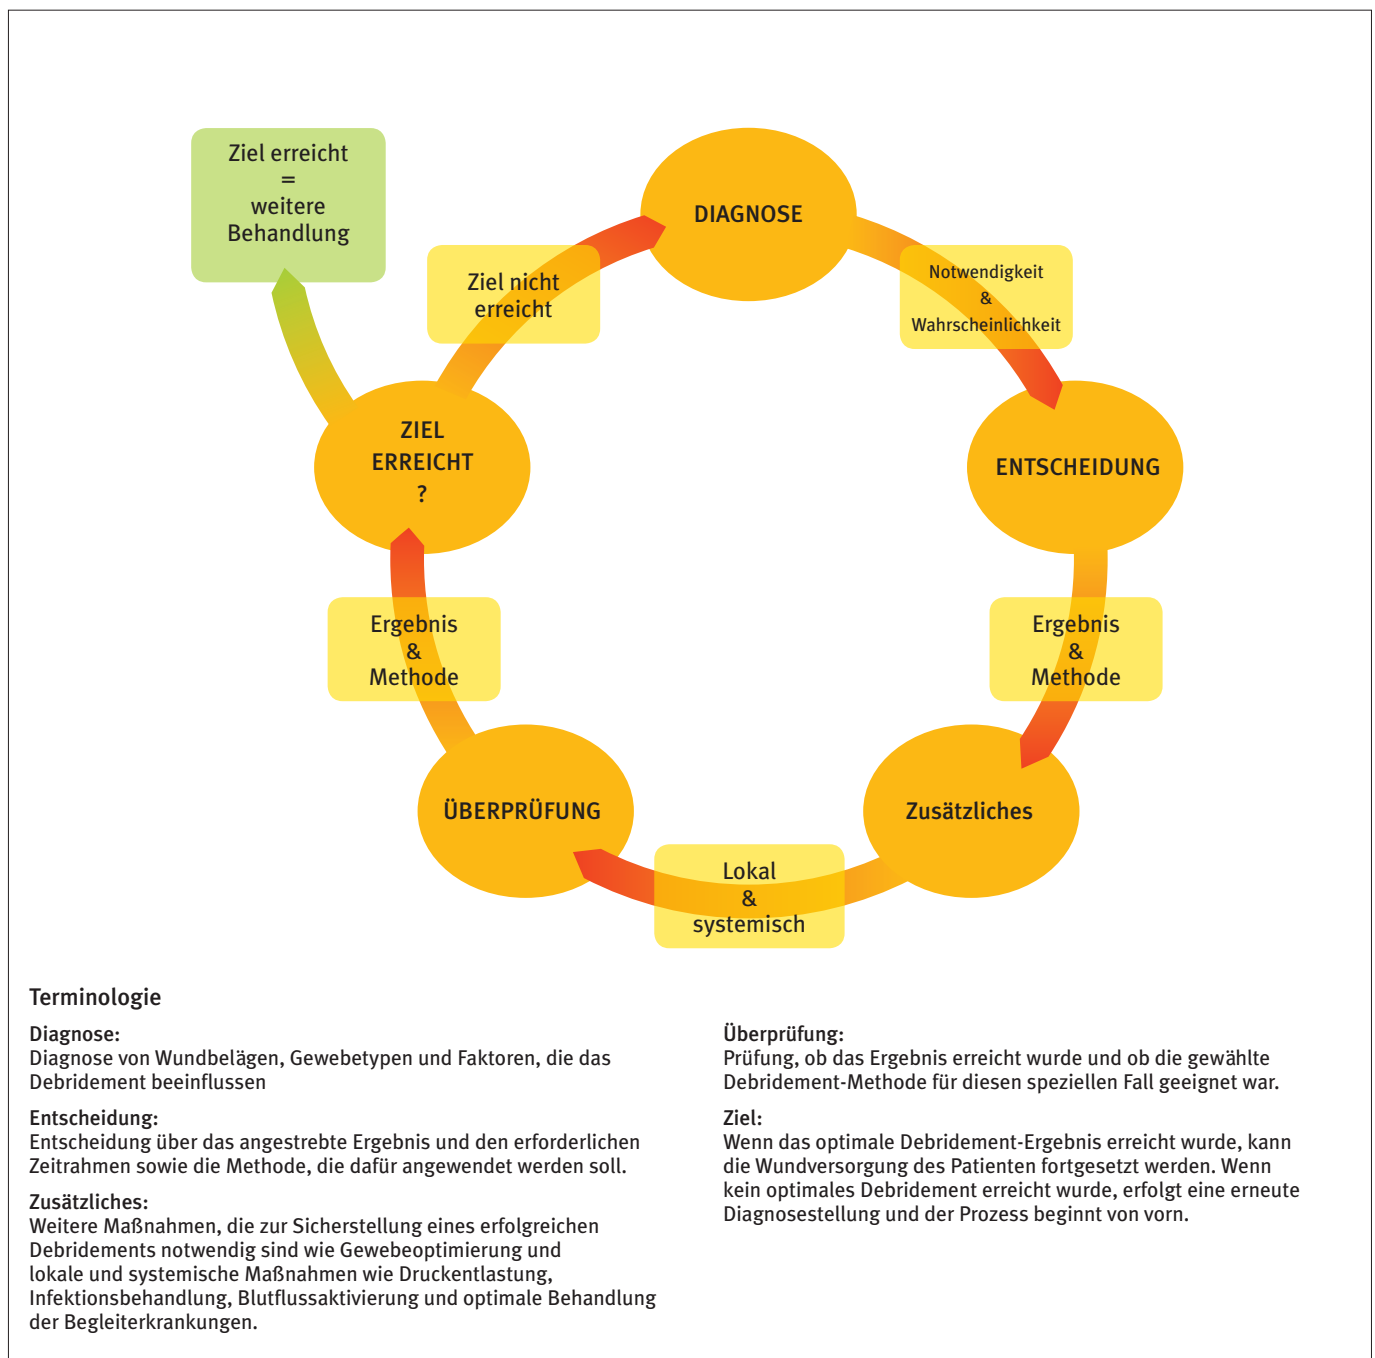 Ziel erreicht
=
weitere
Behandlung
DIAGNOSE
Ziel nicht
erreicht
Notwendigkeit
&
Wahrscheinlichkeit
ZIEL
ERREICHT
?
ENTSCHEIDUNG
Ergebnis
&
Methode
Ergebnis
&
Methode
ÜBERPRÜFUNG
Zusätzliches
Lokal
&
systemisch
Terminologie
Diagnose:
Diagnose von Wundbelägen, Gewebetypen und Faktoren, die das
Debridement beeinflussen
Entscheidung:
Entscheidung über das angestrebte Ergebnis und den erforderlichen
Zeitrahmen sowie die Methode, die dafür angewendet werden soll.
Zusätzliches:
Weitere Maßnahmen, die zur Sicherstellung eines erfolgreichen
Debridements notwendig sind wie Gewebeoptimierung und
lokale und systemische Maßnahmen wie Druckentlastung,
Infektionsbehandlung, Blutflussaktivierung und optimale Behandlung
der Begleiterkrankungen.
Überprüfung:
Prüfung, ob das Ergebnis erreicht wurde und ob die gewählte
Debridement-Methode für diesen speziellen Fall geeignet war.
Ziel:
Wenn das optimale Debridement-Ergebnis erreicht wurde, kann
die Wundversorgung des Patienten fortgesetzt werden. Wenn
kein optimales Debridement erreicht wurde, erfolgt eine erneute
Diagnosestellung und der Prozess beginnt von vorn.